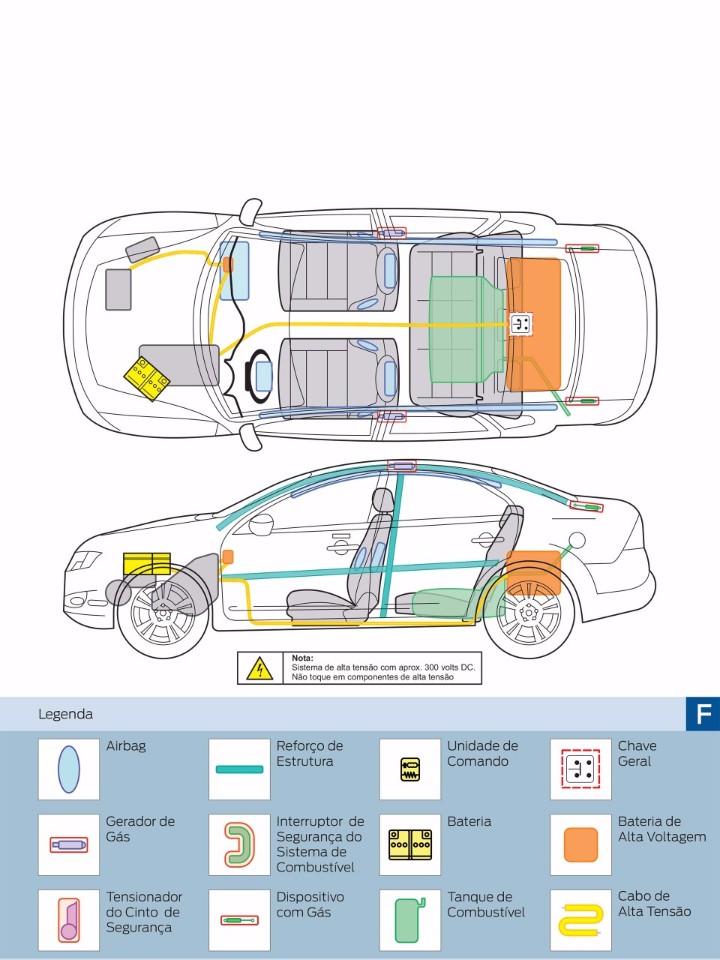 Nota:
Sistema de alta tensão com aprox. 300 volts DC.
Não toque em componentes de alta tensão
Legenda
F
Airbag
Reforço de
Estrutura
Unidade de
Comando
Chave
Geral
Gerador de
Gás
Interruptor de
Segurança do
Sistema de
Combustível
Bateria
Bateria de
Alta Voltagem
Tensionador
do Cinto de
Segurança
Dispositivo
com Gás
Tanque de
Combustível
Cabo de
Alta Tensão